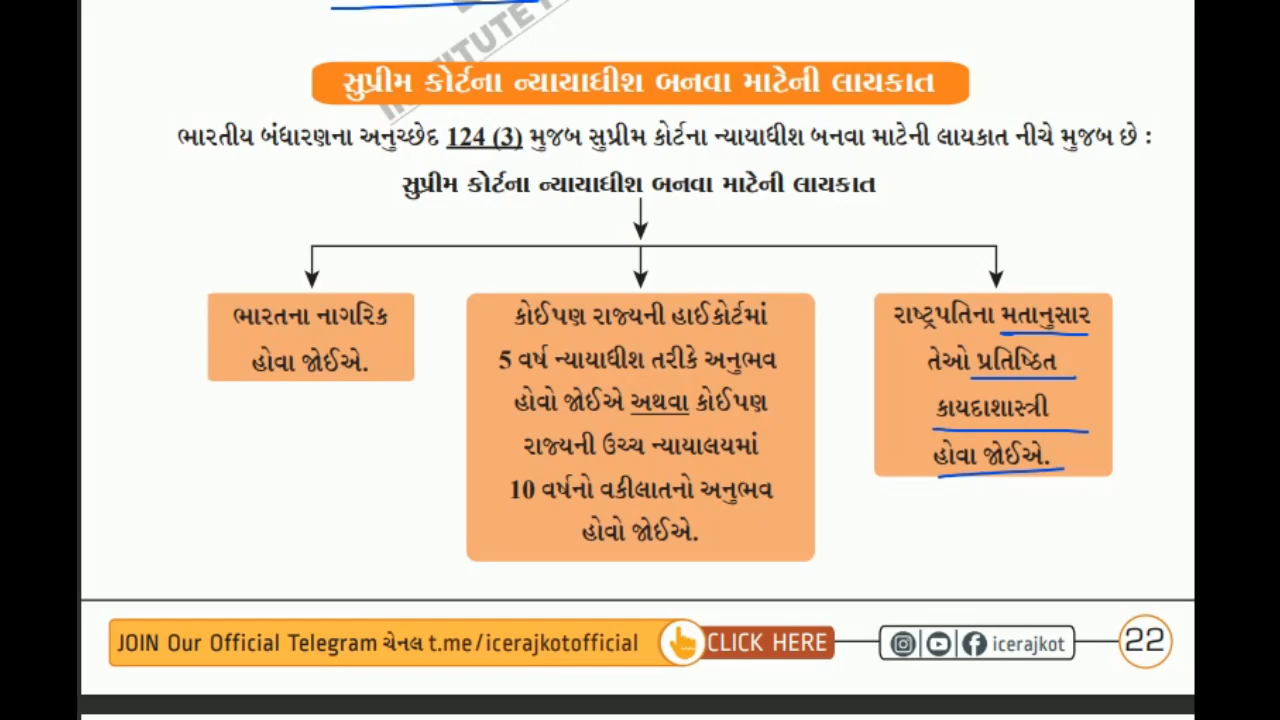 સુપ્રીમ કોર્ટના ન્યાયાધીશ બનવા માટેની લાયકાત
ભારતીય બંધારણના અનુચ્છેદ 124 (3) મુજબ સુપ્રીમ કોર્ટના ન્યાયાધીશ બનવા માટેની લાયકાત નીચે મુજબ છે :
સુપ્રીમ કોર્ટના ન્યાયાધીશ બનવા માટેની લાયકાત
ભારતના નાગરિક
હોવા જોઈએ.
કોઈપણ રાજ્યની હાઈકોર્ટમાં
5 વર્ષ ન્યાયાધીશ તરીકે અનુભવ
હોવો જોઈએ અથવા કોઈપણ
રાજ્યની ઉચ્ચ ન્યાયાલયમાં
10 વર્ષનો વકીલાતનો અનુભવ
હોવો જોઈએ.
રાષ્ટ્રપતિના મતાનુસાર
તેઓ પ્રતિષ્ઠિત
કાયદાશાસ્ત્રી
હોવા જોઈએ.
JOIN Our Official Telegram ચેનલ t.me/icerajkotofficial
CLICK HERE
icerajkot
22